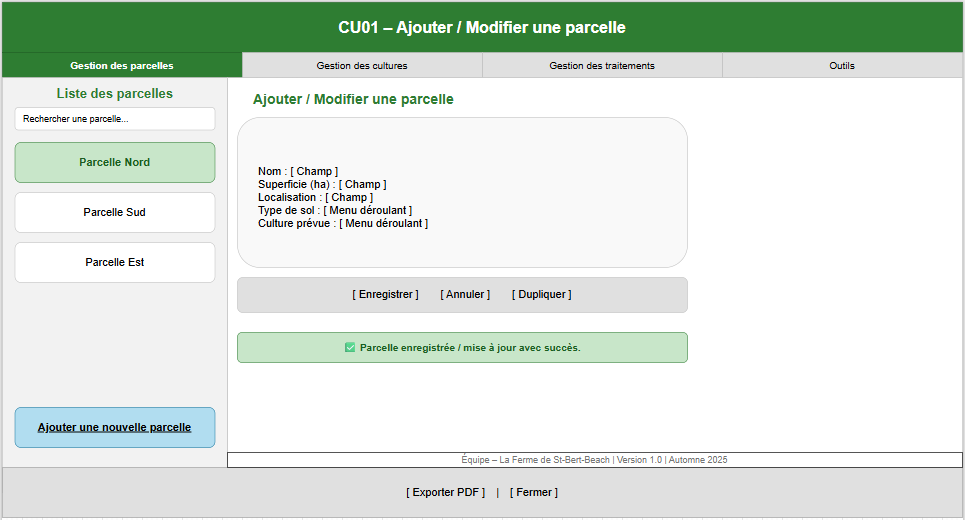 CU01 – Ajouter / Modifier une parcelle
Gestion des parcelles
Gestion des cultures
Gestion des traitements
Outils
Liste des parcelles
Rechercher une parcelle...
Parcelle Nord
Parcelle Sud
Parcelle Est
Ajouter une nouvelle parcelle
Ajouter / Modifier une parcelle
Nom : [ Champ ]
Superficie (ha) : [ Champ ]
Localisation : [ Champ ]
Type de sol : [ Menu déroulant ]
Culture prévue : [ Menu déroulant ]
[ Enregistrer ] [ Annuler ] [ Dupliquer ]
✅ Parcelle enregistrée / mise à jour avec succès.
Équipe – La Ferme de St-Bert-Beach | Version 1.0 | Automne 2025
[ Exporter PDF ] | [ Fermer ]